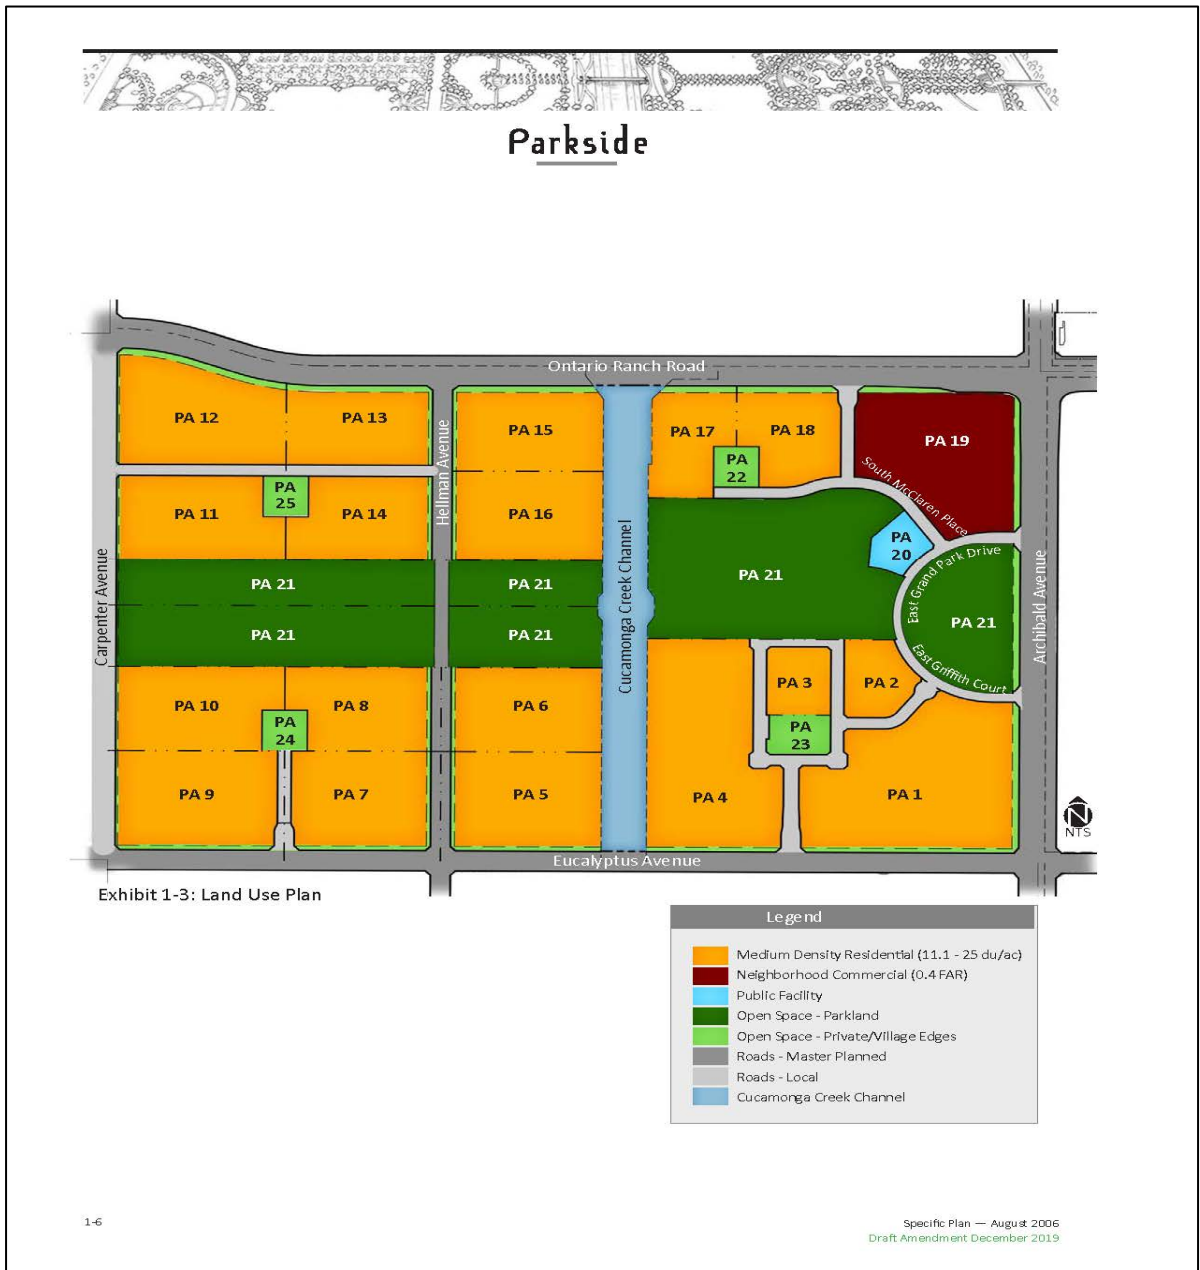 Parkside
Ontario Ranch Road
PA 12
PA 13
PA 15
PA 17
PA 18
PA 19
PA
22
PA
25
PA 11
PA 14
PA 16
South McClaren Place
PA
20
Hellman Avenue
Carpenter Avenue
Cucamonga Creek Channel
East Grand Park Drive
Archibald Avenue
PA 21
PA 21
PA 21
PA 21
PA 21
PA 21
East Griffith Court
PA 10
PA 8
PA 6
PA 3
PA 2
PA
24
PA
23
PA 9
PA 7
PA 5
PA 4
PA 1
N
NTS
Eucalyptus Avenue
Exhibit 1-3: Land Use Plan
Legend
Medium Density Residential (11.1 - 25 du/ac)
Neighborhood Commercial (0.4 FAR)
Public Facility
Open Space - Parkland
Open Space - Private/Village Edges
Roads - Master Planned
Roads - Local
Cucamonga Creek Channel
1-6
Specific Plan — August 2006
Draft Amendment December 2019